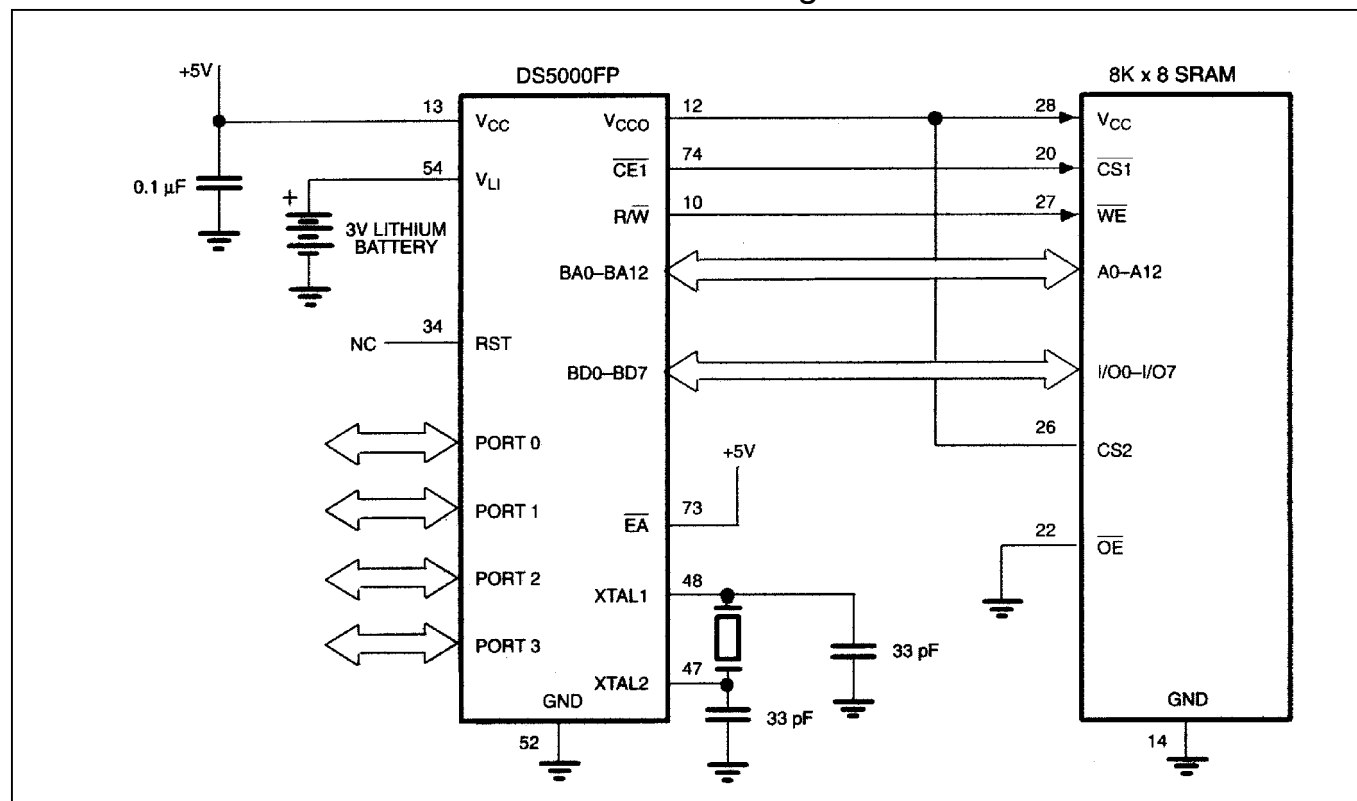 DS5000FP
8K x 8 SRAM
+5V
13
VCC
0.1 µF
54
VLI
+
3V LITHIUM
BATTERY
34
NC
RST
PORT 0
PORT 1
PORT 2
PORT 3
GND
52
VCCO
12
CE1
74
R/W
10
BA0–BA12
BD0–BD7
+5V
EA
73
XTAL1
48
33 pF
XTAL2
47
33 pF
28
VCC
20
CS1
27
WE
A0–A12
I/O0–I/O7
26
CS2
22
OE
GND
14